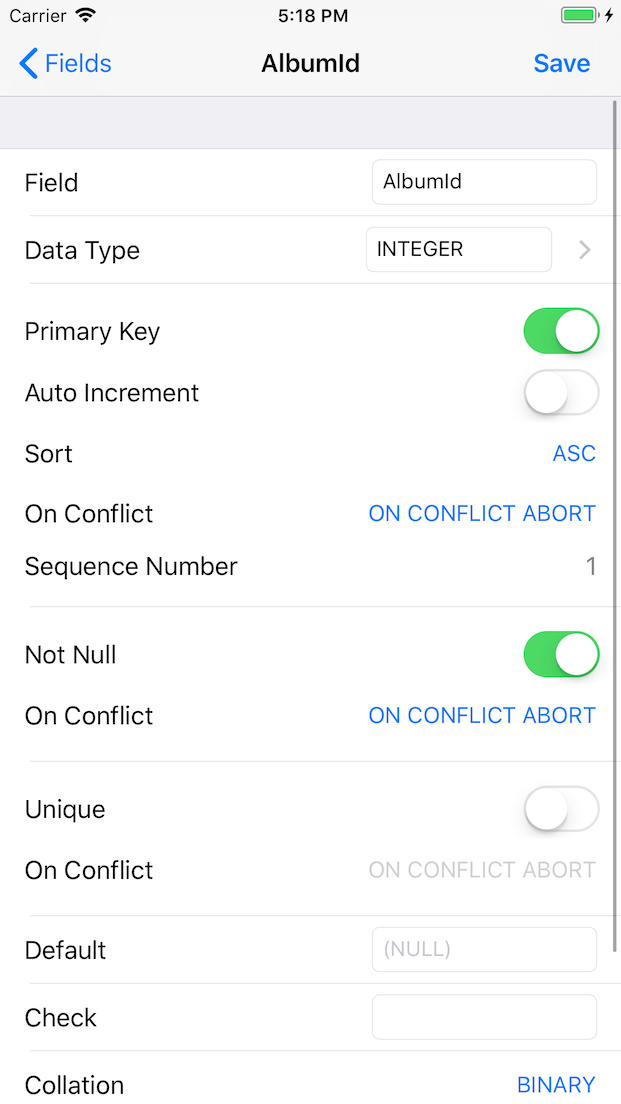 Carrier 5:18 PM
Fields AlbumId Save
Field AlbumId
Data Type INTEGER
Primary Key
Auto Increment
Sort ASC
On Conflict ON CONFLICT ABORT
Sequence Number 1
Not Null
On Conflict ON CONFLICT ABORT
Unique
On Conflict ON CONFLICT ABORT
Default (NULL)
Check
Collation BINARY